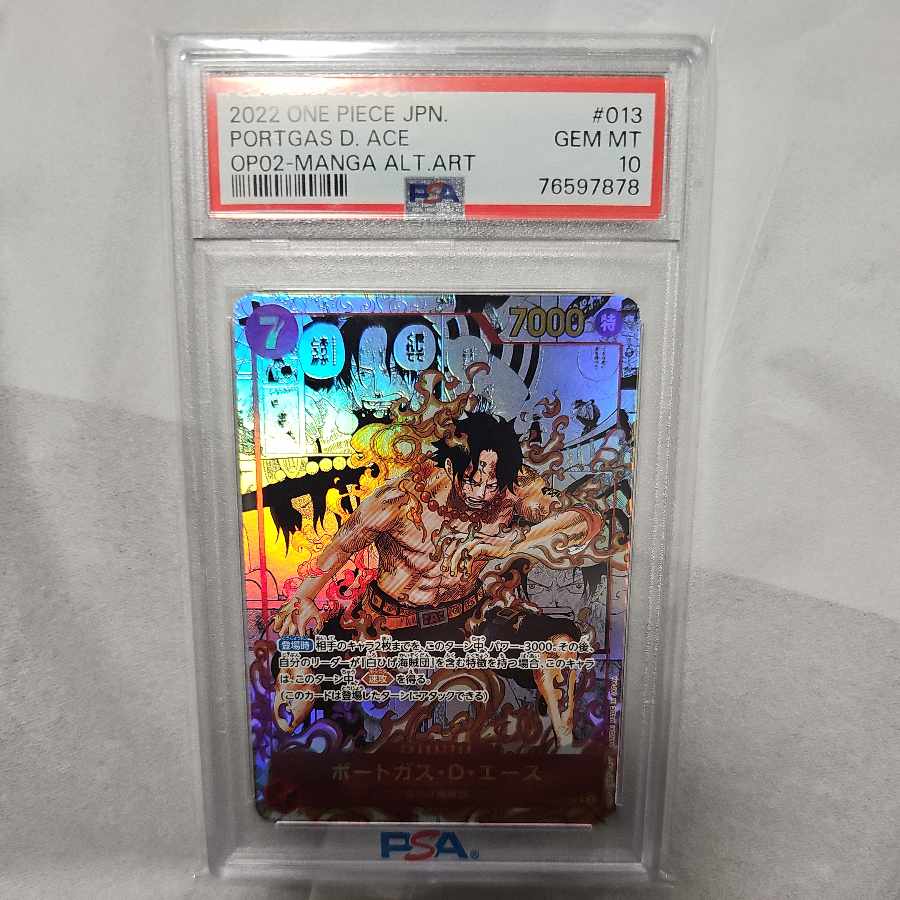 2022 ONE PIECE JPN. #013
PORTGAS D. ACE GEM MT
OP02-MANGA ALT.ART 10
76597878
PSA
7
7000
特
登場時 相手のキャラ2枚までを、このターン中、パワー-3000。その後、
自分のリーダーが『白ひげ海賊団』を含む特徴を持つ場合、このキャラ
は、このターン中、速攻 を得る。
(このカードは登場したターンにアタックできる)
ポートガス・D・エース
PSA®